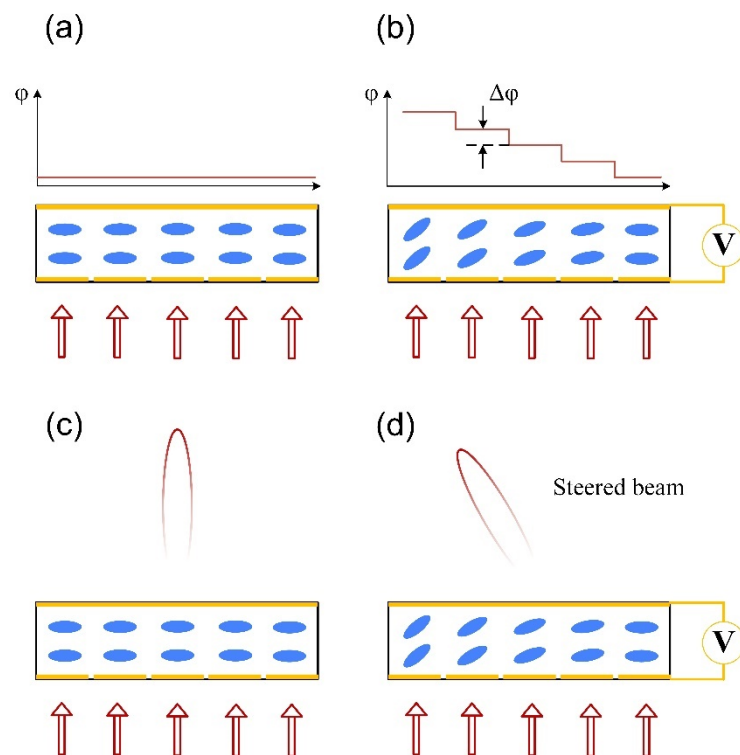 (a)
(b)
φ
φ
Δφ
V
(c)
(d)
Steered beam
V